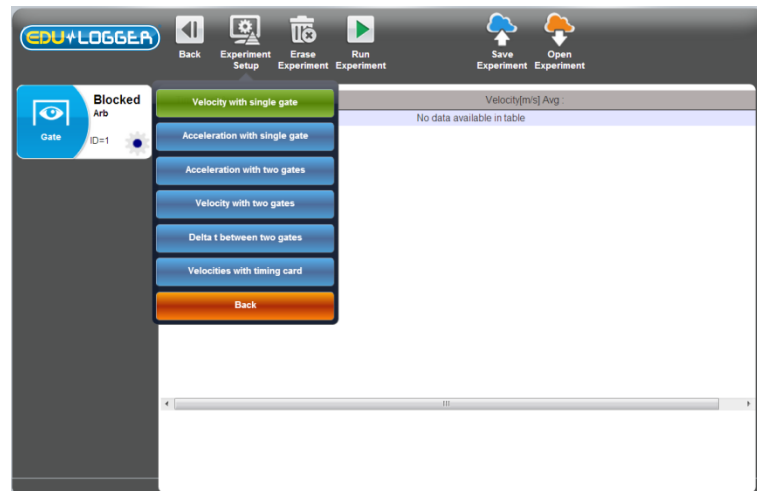 EDU LOGGER
Back
Experiment
Setup
Erase
Experiment
Run
Experiment
Save
Experiment
Open
Experiment
Gate
Blocked
Arb
ID=1
Velocity with single gate
Acceleration with single gate
Acceleration with two gates
Velocity with two gates
Delta t between two gates
Velocities with timing card
Back
Velocity[m/s] Avg :
No data available in table